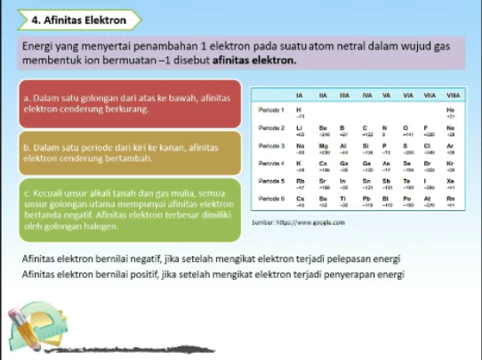 4. Afinitas Elektron
Energi yang menyertai penambahan 1 elektron pada suatu atom netral dalam wujud gas
membentuk ion bermuatan –1 disebut afinitas elektron.
a. Dalam satu golongan dari atas ke bawah, afinitas
elektron cenderung berkurang.
b. Dalam satu periode dari kiri ke kanan, afinitas
elektron cenderung bertambah.
c. Kecuali unsur alkali tanah dan gas mulia, semua
unsur golongan utama mempunyai afinitas elektron
bertanda negatif. Afinitas elektron terbesar dimiliki
oleh golongan halogen.
IA IIA IIIA IVA VA VIA VIIA VIIIA
Periode 1 H He
Periode 2 Li Be B C N O F Ne
Periode 3 Na Mg Al Si P S Cl Ar
Periode 4 K Ca Ga Ge As Se Br Kr
Periode 5 Rb Sr In Sn Sb Te I Xe
Periode 6 Cs Ba Tl Pb Bi Po At Rn
Sumber: https://www.google.com
Afinitas elektron bernilai negatif, jika setelah mengikat elektron terjadi pelepasan energi
Afinitas elektron bernilai positif, jika setelah mengikat elektron terjadi penyerapan energi